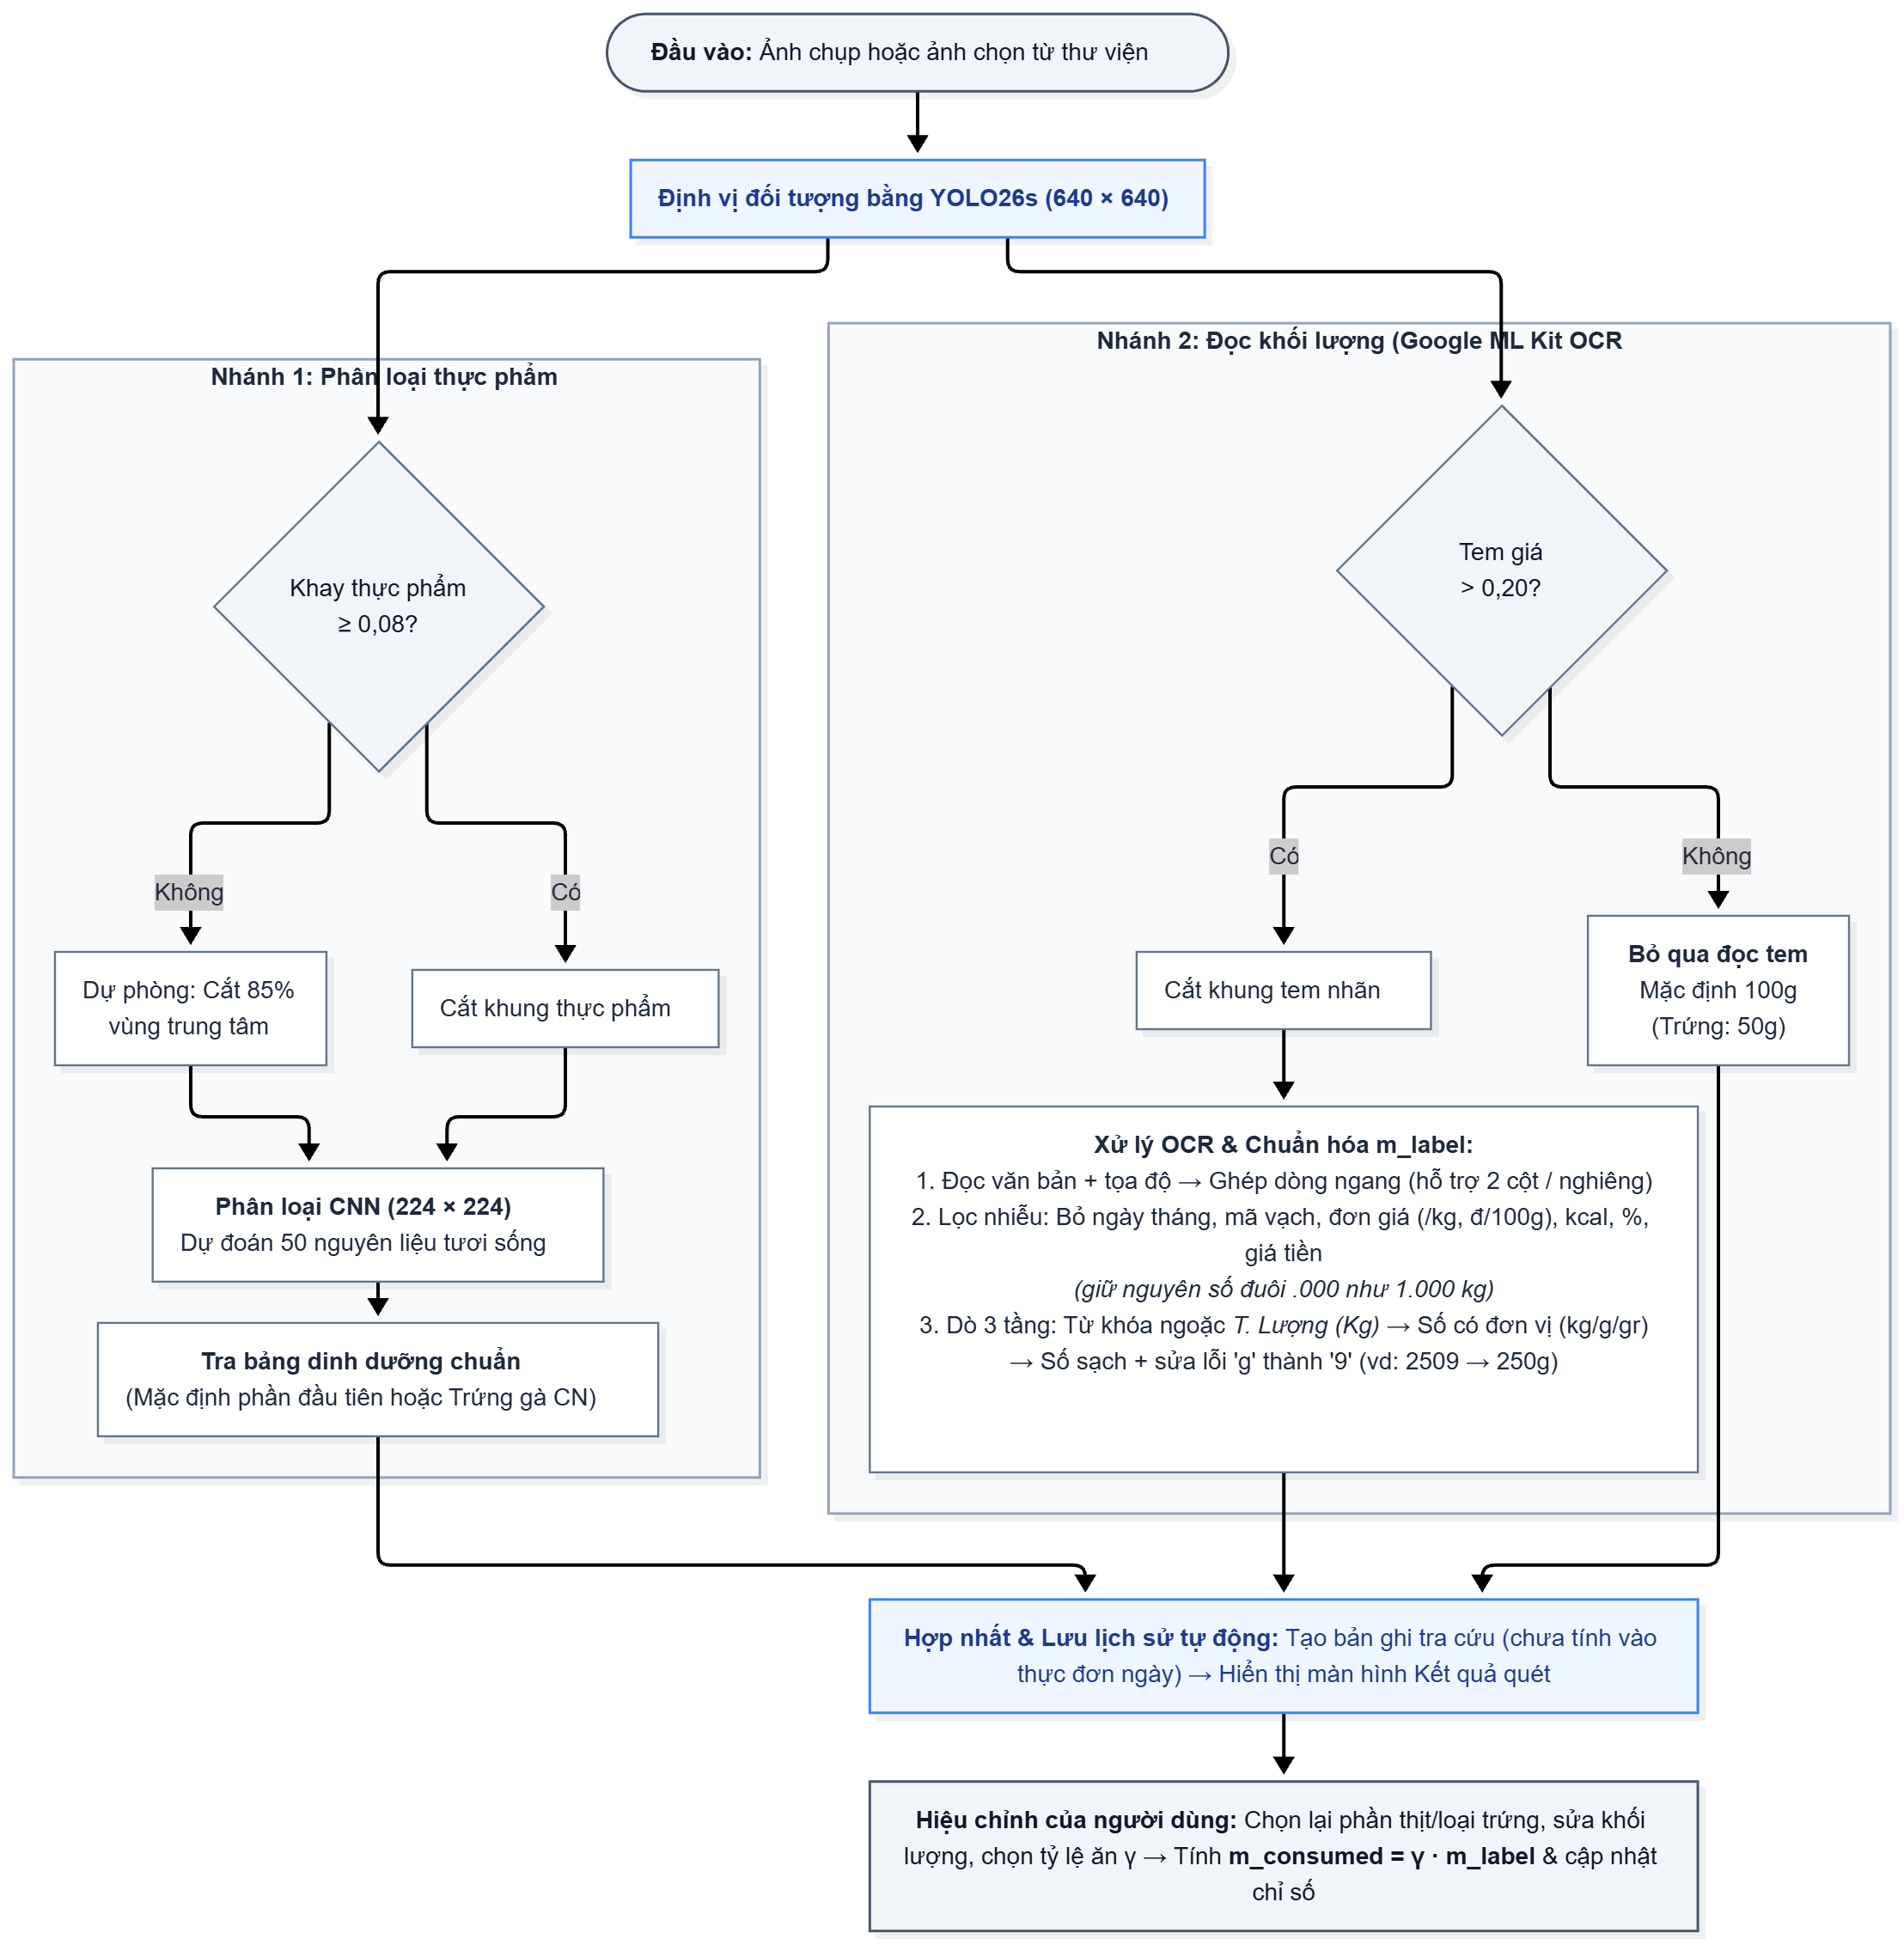 Đầu vào: Ảnh chụp hoặc ảnh chọn từ thư viện
Định vị đối tượng bằng YOLO26s (640 × 640)
Nhánh 1: Phân loại thực phẩm
Khay thực phẩm
≥ 0,08?
Không
Có
Dự phòng: Cắt 85%
vùng trung tâm
Cắt khung thực phẩm
Phân loại CNN (224 × 224)
Dự đoán 50 nguyên liệu tươi sống
Tra bảng dinh dưỡng chuẩn
(Mặc định phần đầu tiên hoặc Trứng gà CN)
Nhánh 2: Đọc khối lượng (Google ML Kit OCR
Tem giá
> 0,20?
Có
Không
Cắt khung tem nhãn
Bỏ qua đọc tem
Mặc định 100g
(Trứng: 50g)
Xử lý OCR & Chuẩn hóa m_label:
1. Đọc văn bản + tọa độ → Ghép dòng ngang (hỗ trợ 2 cột / nghiêng)
2. Lọc nhiễu: Bỏ ngày tháng, mã vạch, đơn giá (/kg, đ/100g), kcal, %,
giá tiền
(giữ nguyên số đuôi .000 như 1.000 kg)
3. Dò 3 tầng: Từ khóa ngoặc T. Lượng (Kg) → Số có đơn vị (kg/g/gr)
→ Số sạch + sửa lỗi 'g' thành '9' (vd: 2509 → 250g)
Hợp nhất & Lưu lịch sử tự động: Tạo bản ghi tra cứu (chưa tính vào
thực đơn ngày) → Hiển thị màn hình Kết quả quét
Hiệu chỉnh của người dùng: Chọn lại phần thịt/loại trứng, sửa khối
lượng, chọn tỷ lệ ăn γ → Tính m_consumed = γ · m_label & cập nhật
chỉ số